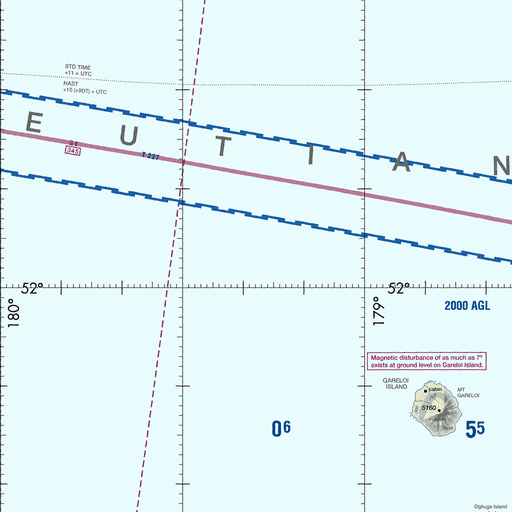 STD TIME
+11 = UTC
HAST
+10 (+9DT) = UTC
E U T I A N
345
T 227
52°
52°
180°
179°
2000 AGL
Magnetic disturbance of as much as 7°
exists at ground level on Gareloi Island.
GARELOI
ISLAND
cabin
MT
GARELOI
5160
0⁶
5⁵
Ogliuga Island